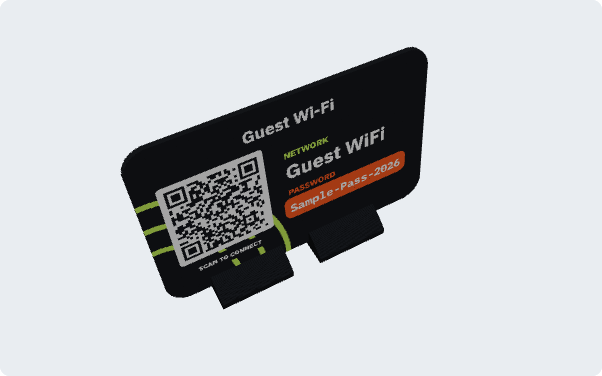 Guest Wi-Fi
NETWORK
Guest WiFi
PASSWORD
Sample-Pass-2026
SCAN TO CONNECT